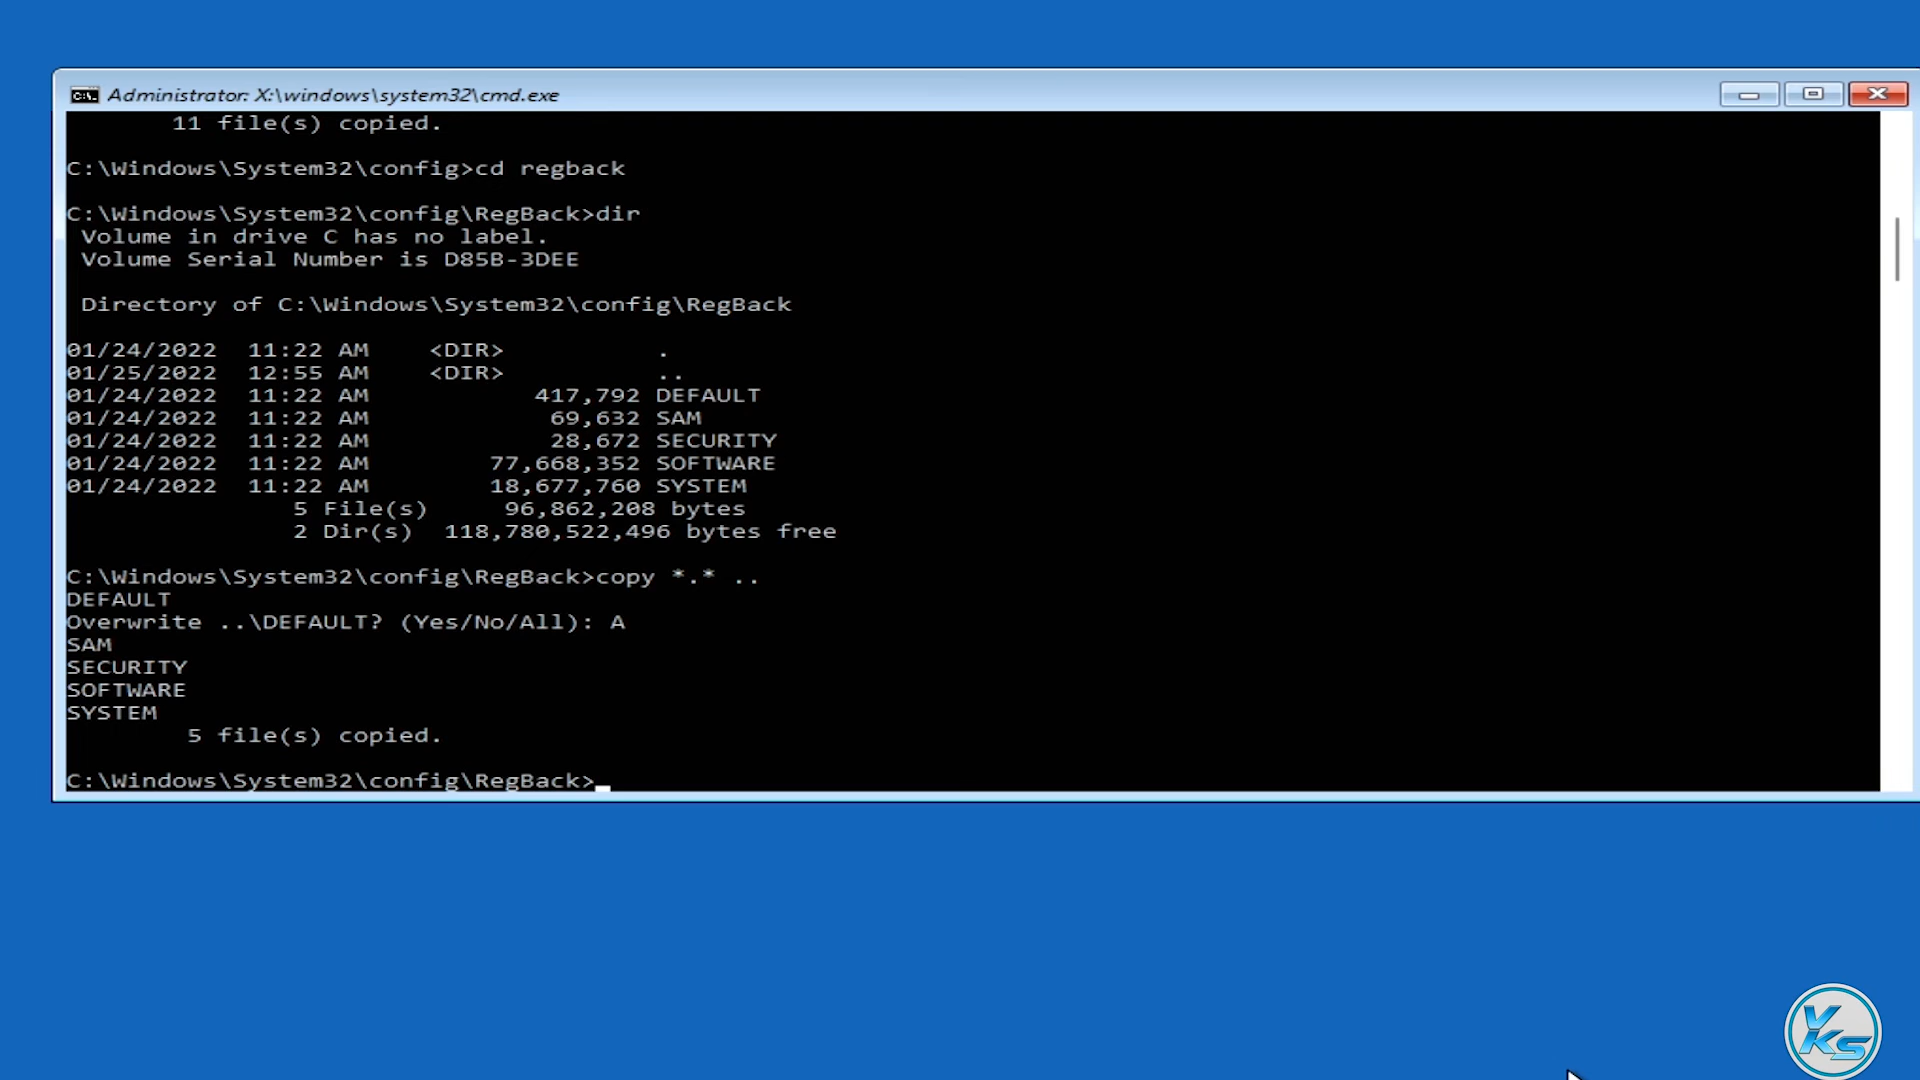 Administrator: X:\windows\system32\cmd.exe
11 file(s) copied.
C:\Windows\System32\config>cd regback
C:\Windows\System32\config\RegBack>dir
Volume in drive C has no label.
Volume Serial Number is D85B-3DEE
Directory of C:\Windows\System32\config\RegBack
01/24/2022  11:22 AM    <DIR>          .
01/25/2022  12:55 AM    <DIR>          ..
01/24/2022  11:22 AM           417,792 DEFAULT
01/24/2022  11:22 AM            69,632 SAM
01/24/2022  11:22 AM            28,672 SECURITY
01/24/2022  11:22 AM        77,668,352 SOFTWARE
01/24/2022  11:22 AM        18,677,760 SYSTEM
5 File(s)     96,862,208 bytes
2 Dir(s)  118,780,522,496 bytes free
C:\Windows\System32\config\RegBack>copy *.* ..
DEFAULT
Overwrite ..\DEFAULT? (Yes/No/All): A
SAM
SECURITY
SOFTWARE
SYSTEM
5 file(s) copied.
C:\Windows\System32\config\RegBack>
VKS